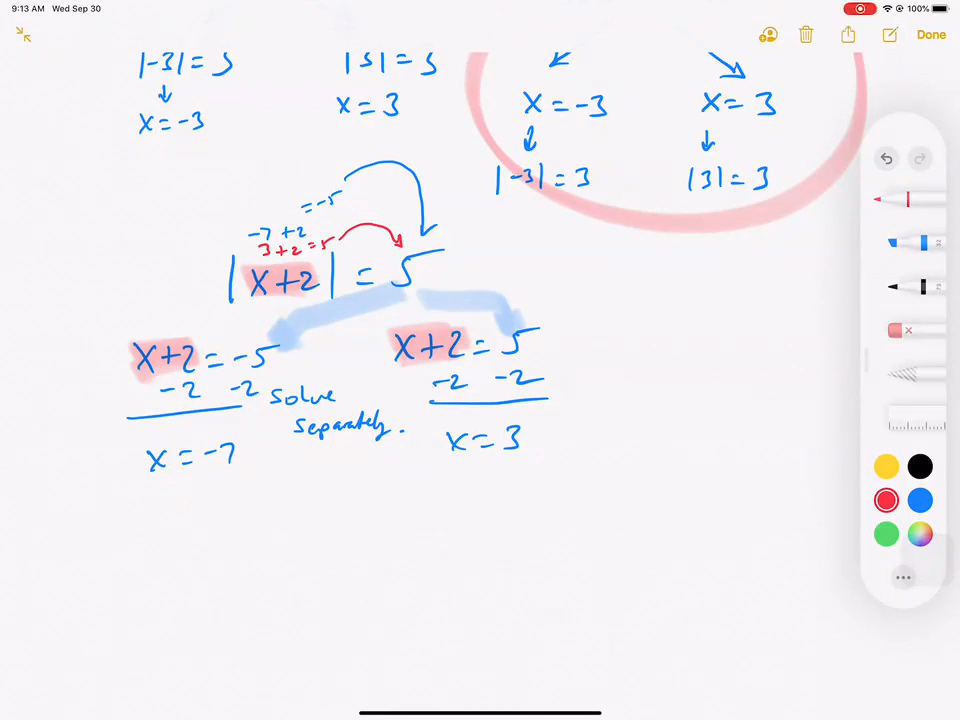 9:13 AM Wed Sep 30
100%
Done
|-3| = 3
|3| = 3
x = -3
x = 3
x = -3
x = 3
|-3| = 3
|3| = 3
= -5
-7 +2
3 + 2 = 5
|x+2| = 5
x+2 = -5
x+2 = 5
-2 -2
-2 -2
solve
separately.
x = -7
x = 3